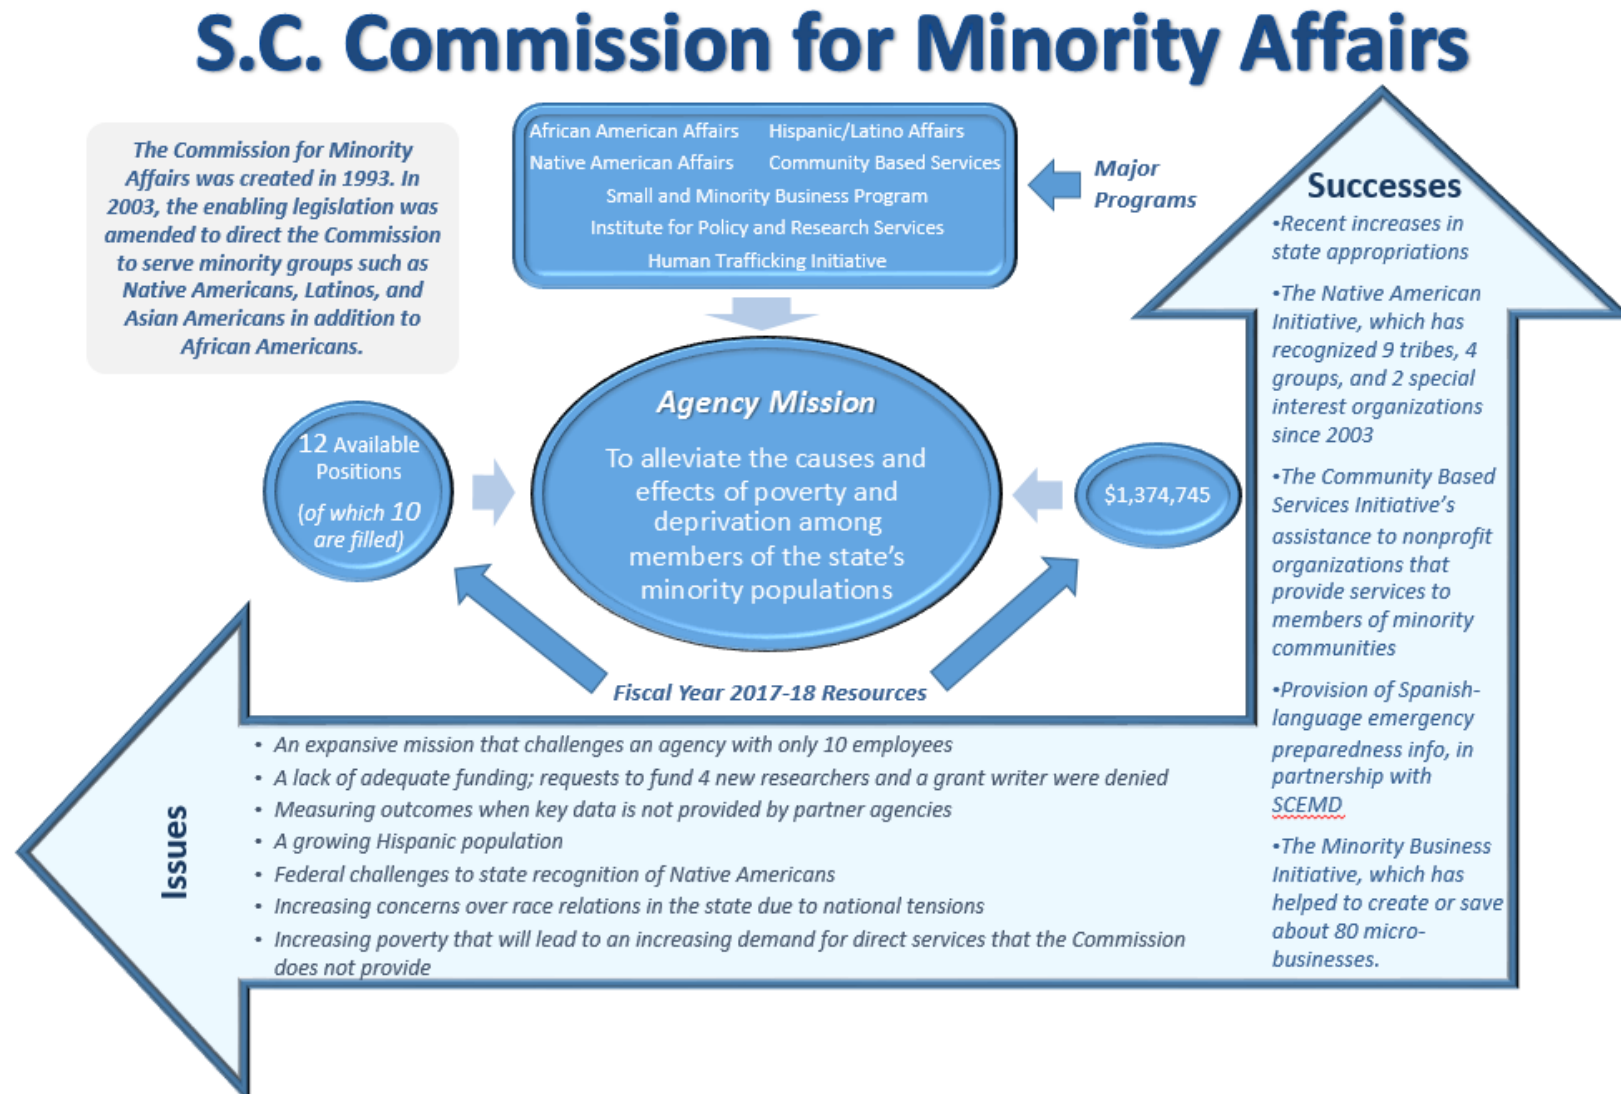 S.C. Commission for Minority Affairs
The Commission for Minority
Affairs was created in 1993. In
2003, the enabling legislation was
amended to direct the Commission
to serve minority groups such as
Native Americans, Latinos, and
Asian Americans in addition to
African Americans.
African American Affairs Hispanic/Latino Affairs
Native American Affairs Community Based Services
Small and Minority Business Program
Institute for Policy and Research Services
Human Trafficking Initiative
Major
Programs
Agency Mission
To alleviate the causes and
effects of poverty and
deprivation among
members of the state's
minority populations
12 Available
Positions
(of which 10
are filled)
$1,374,745
Fiscal Year 2017-18 Resources
Successes
•Recent increases in
state appropriations
•The Native American
Initiative, which has
recognized 9 tribes, 4
groups, and 2 special
interest organizations
since 2003
•The Community Based
Services Initiative's
assistance to nonprofit
organizations that
provide services to
members of minority
communities
•Provision of Spanish-
language emergency
preparedness info, in
partnership with
SCEMD
•The Minority Business
Initiative, which has
helped to create or save
about 80 micro-
businesses.
Issues
• An expansive mission that challenges an agency with only 10 employees
• A lack of adequate funding; requests to fund 4 new researchers and a grant writer were denied
• Measuring outcomes when key data is not provided by partner agencies
• A growing Hispanic population
• Federal challenges to state recognition of Native Americans
• Increasing concerns over race relations in the state due to national tensions
• Increasing poverty that will lead to an increasing demand for direct services that the Commission
does not provide